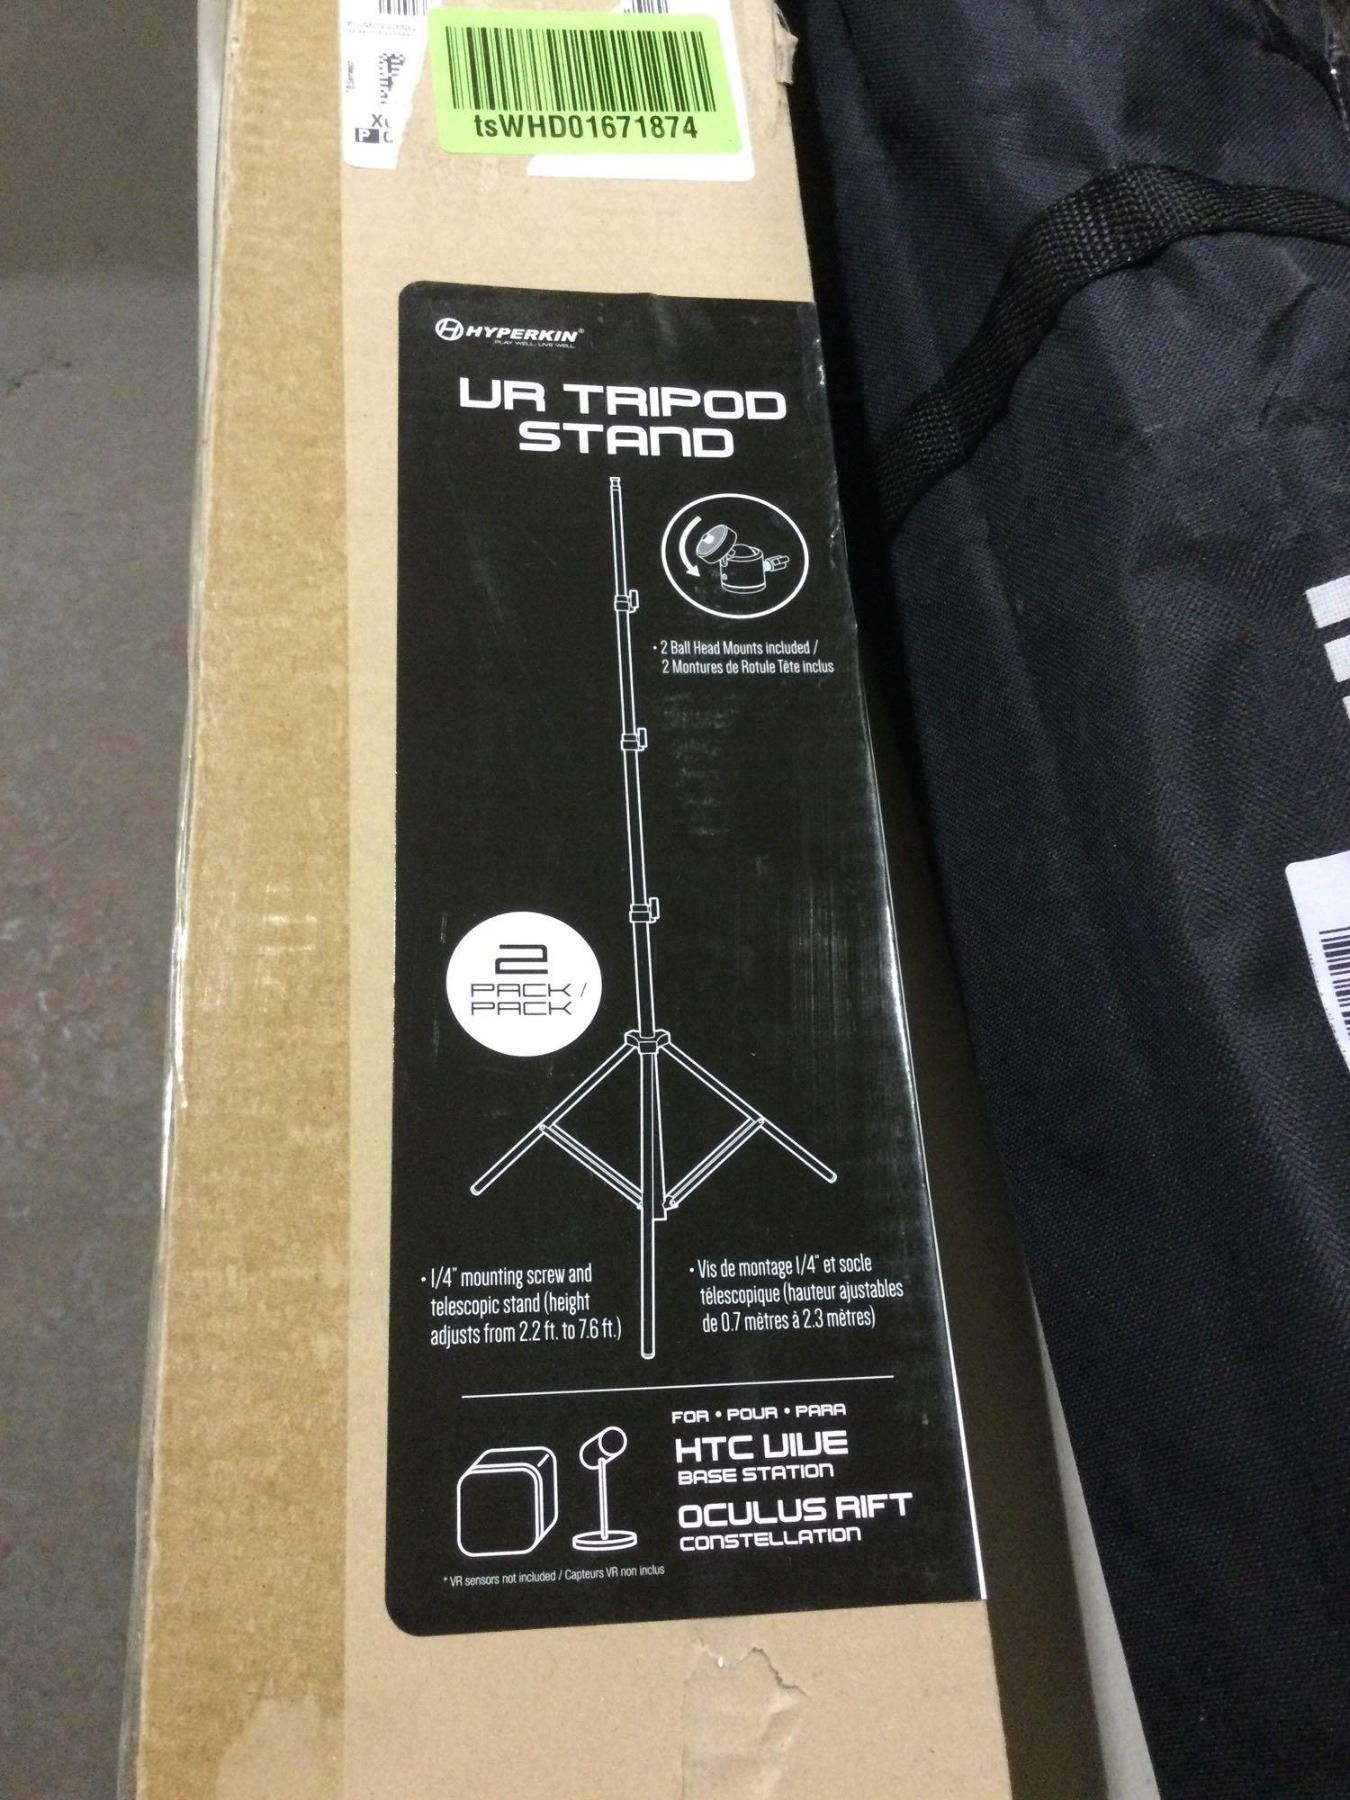 tsWHD01671874
P
HYPERKIN®
PLAY WELL. LIVE WELL.
VR TRIPOD
STAND
• 2 Ball Head Mounts included /
2 Montures de Rotule Tête inclus
2
PACK /
PACK
• 1/4" mounting screw and
telescopic stand (height
adjusts from 2.2 ft. to 7.6 ft.)
• Vis de montage 1/4" et socle
télescopique (hauteur ajustables
de 0.7 mètres à 2.3 mètres)
FOR • POUR • PARA
HTC VIVE
BASE STATION
OCULUS RIFT
CONSTELLATION
* VR sensors not included / Capteurs VR non inclus